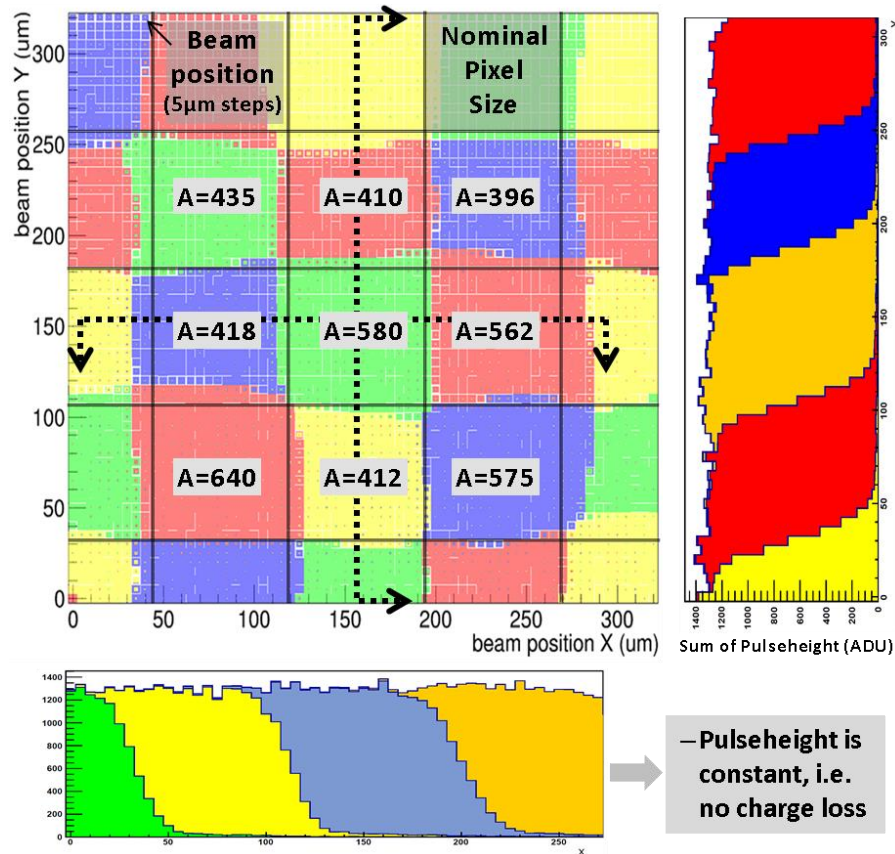 beam position Y (um)
300
250
200
150
100
50
0
Beam
position
(5µm steps)
Nominal
Pixel
Size
A=435
A=410
A=396
A=418
A=580
A=562
A=640
A=412
A=575
0
50
100
150
200
250
300
beam position X (um)
300
250
200
150
100
50
0
1400
1200
1000
800
600
400
200
0
Sum of Pulseheight (ADU)
1400
1200
1000
800
600
400
200
0
0
50
100
150
200
250
X
– Pulseheight is
constant, i.e.
no charge loss